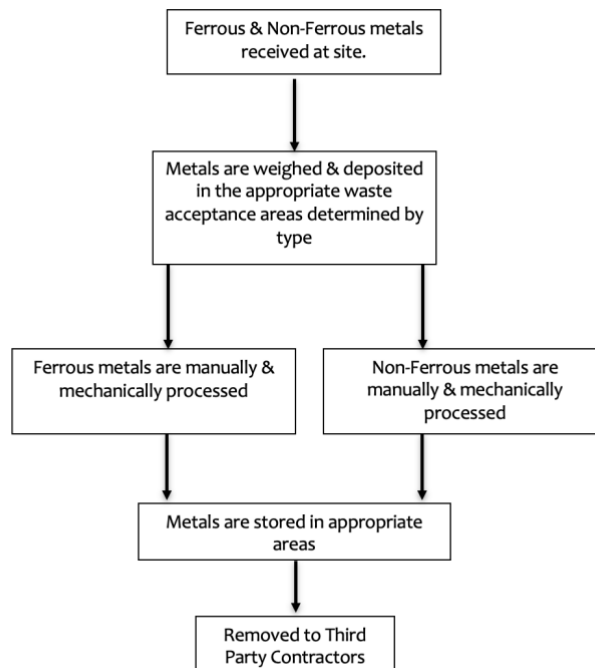 Ferrous & Non-Ferrous metals
received at site.
Metals are weighed & deposited
in the appropriate waste
acceptance areas determined by
type
Ferrous metals are manually &
mechanically processed
Non-Ferrous metals are
manually & mechanically
processed
Metals are stored in appropriate
areas
Removed to Third
Party Contractors